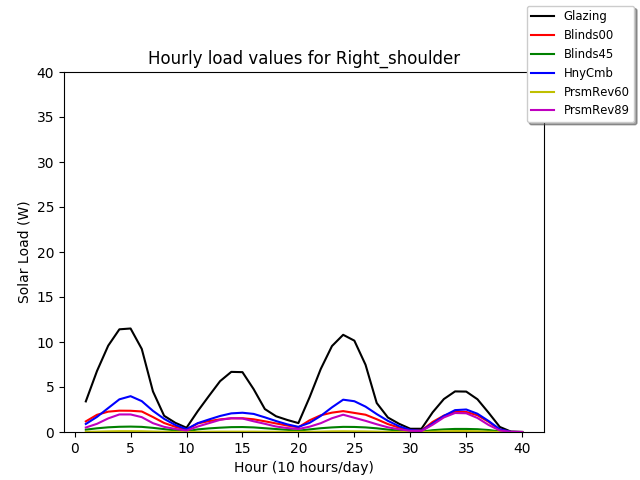 Glazing
Blinds00
Blinds45
HnyCmb
PrsmRev60
PrsmRev89
Hourly load values for Right_shoulder
40
35
30
25
20
15
10
5
0
Solar Load (W)
0 5 10 15 20 25 30 35 40
Hour (10 hours/day)